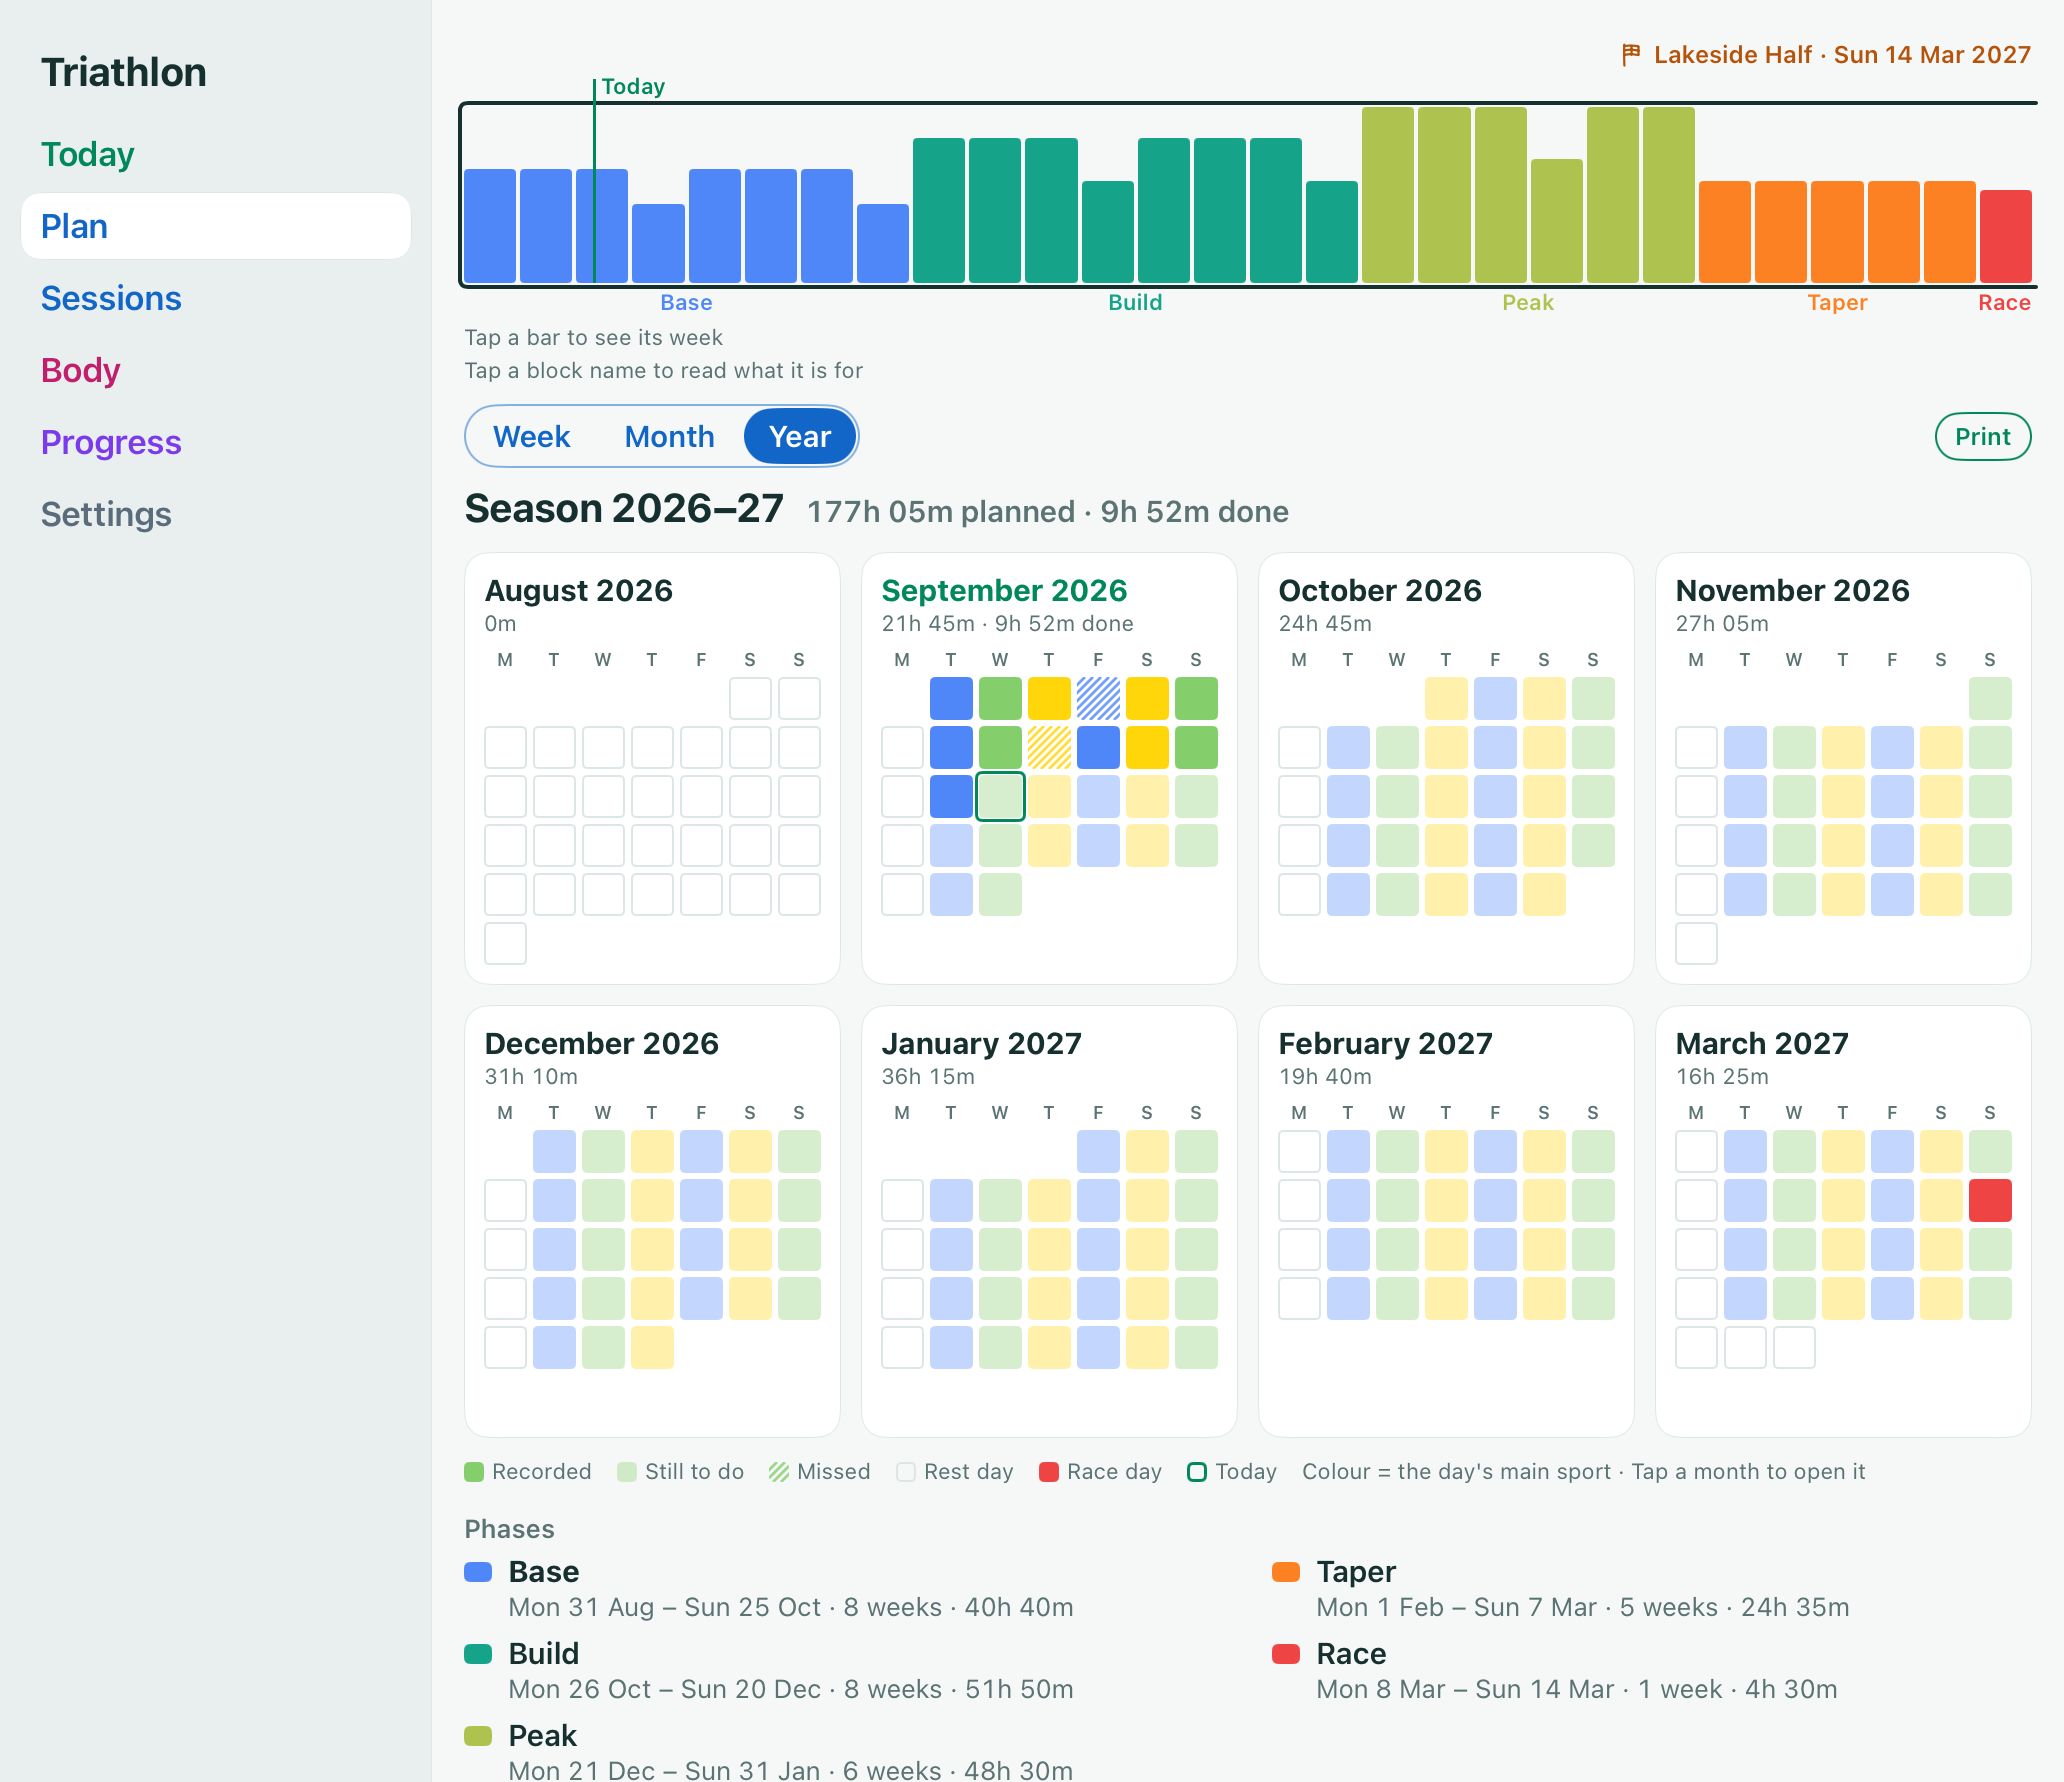 Triathlon
Today
Plan
Sessions
Body
Progress
Settings
Lakeside Half · Sun 14 Mar 2027
Today
Base Build Peak Taper Race
Tap a bar to see its week
Tap a block name to read what it is for
Week Month Year
Print
Season 2026–27 177h 05m planned · 9h 52m done
August 2026
0m
M T W T F S S
September 2026
21h 45m · 9h 52m done
M T W T F S S
October 2026
24h 45m
M T W T F S S
November 2026
27h 05m
M T W T F S S
December 2026
31h 10m
M T W T F S S
January 2027
36h 15m
M T W T F S S
February 2027
19h 40m
M T W T F S S
March 2027
16h 25m
M T W T F S S
Recorded Still to do Missed Rest day Race day Today Colour = the day's main sport · Tap a month to open it
Phases
Base
Mon 31 Aug – Sun 25 Oct · 8 weeks · 40h 40m
Build
Mon 26 Oct – Sun 20 Dec · 8 weeks · 51h 50m
Peak
Mon 21 Dec – Sun 31 Jan · 6 weeks · 48h 30m
Taper
Mon 1 Feb – Sun 7 Mar · 5 weeks · 24h 35m
Race
Mon 8 Mar – Sun 14 Mar · 1 week · 4h 30m